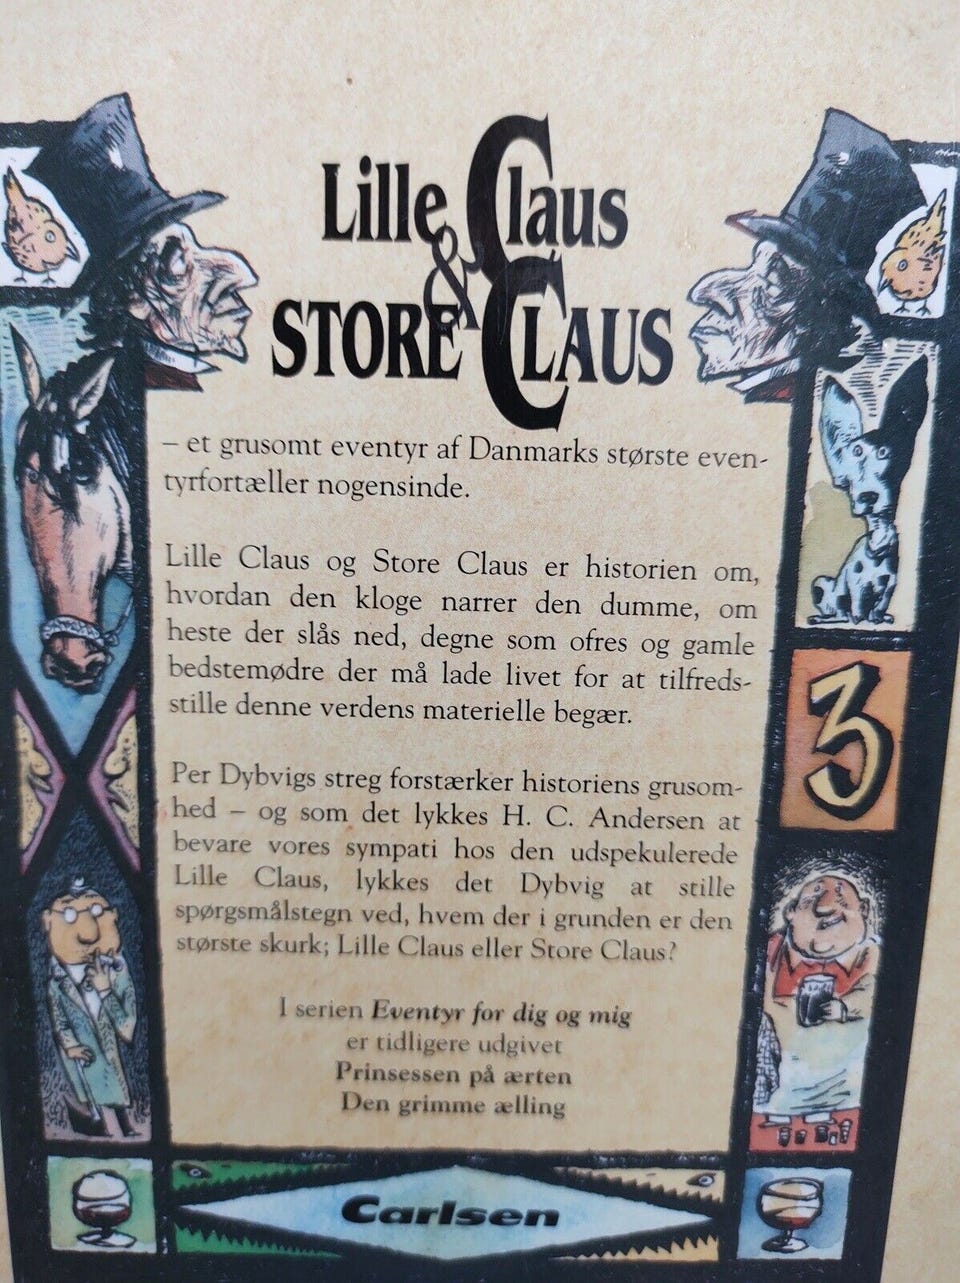 Lille Claus
&
STORE CLAUS
– et grusomt eventyr af Danmarks største even-
tyrfortæller nogensinde.
Lille Claus og Store Claus er historien om,
hvordan den kloge narrer den dumme, om
heste der slås ned, degne som ofres og gamle
bedstemødre der må lade livet for at tilfreds-
stille denne verdens materielle begær.
Per Dybvigs streg forstærker historiens grusom-
hed – og som det lykkes H. C. Andersen at
bevare vores sympati hos den udspekulerede
Lille Claus, lykkes det Dybvig at stille
spørgsmålstegn ved, hvem der i grunden er den
største skurk; Lille Claus eller Store Claus?
I serien Eventyr for dig og mig
er tidligere udgivet
Prinsessen på ærten
Den grimme ælling
3
Carlsen